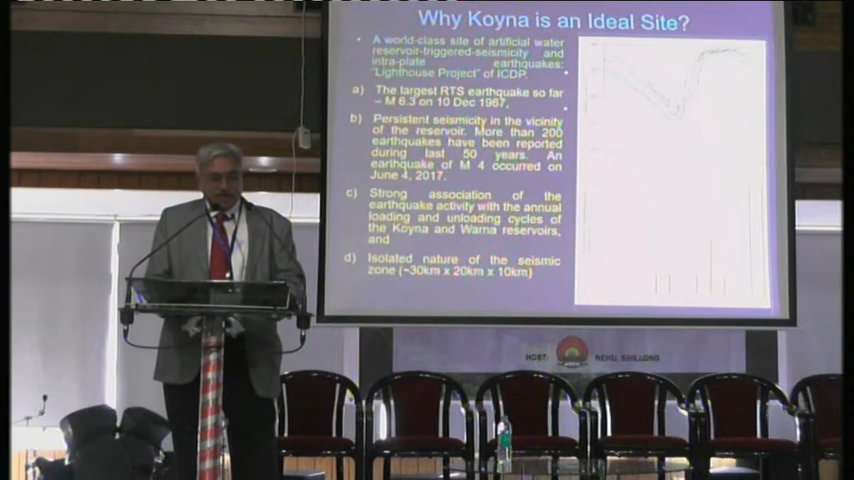 Why Koyna is an Ideal Site?
• A world-class site of artificial water
reservoir-triggered-seismicity and
intra-plate earthquakes:
"Lighthouse Project" of ICDP.
a) The largest RTS earthquake so far
– M 6.3 on 10 Dec 1967,
b) Persistent seismicity in the vicinity
of the reservoir. More than 200
earthquakes have been reported
during last 50 years. An
earthquake of M 4 occurred on
June 4, 2017.
c) Strong association of the
earthquake activity with the annual
loading and unloading cycles of
the Koyna and Warna reservoirs,
and
d) Isolated nature of the seismic
zone (~30km x 20km x 10km)
HOST: NEHU, SHILLONG